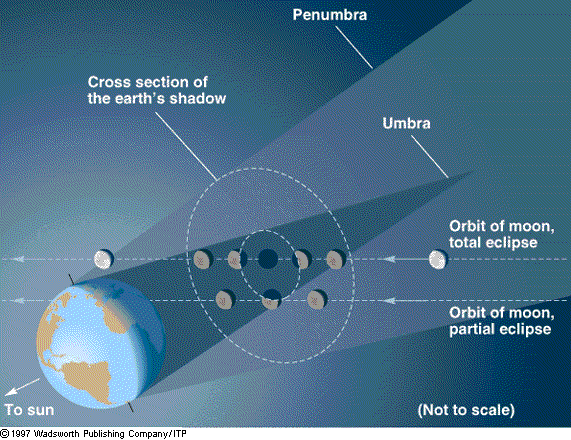 Penumbra
Cross section of
the earth's shadow
Umbra
Orbit of moon,
total eclipse
Orbit of moon,
partial eclipse
To sun
(Not to scale)
© 1997 Wadsworth Publishing Company/ITP